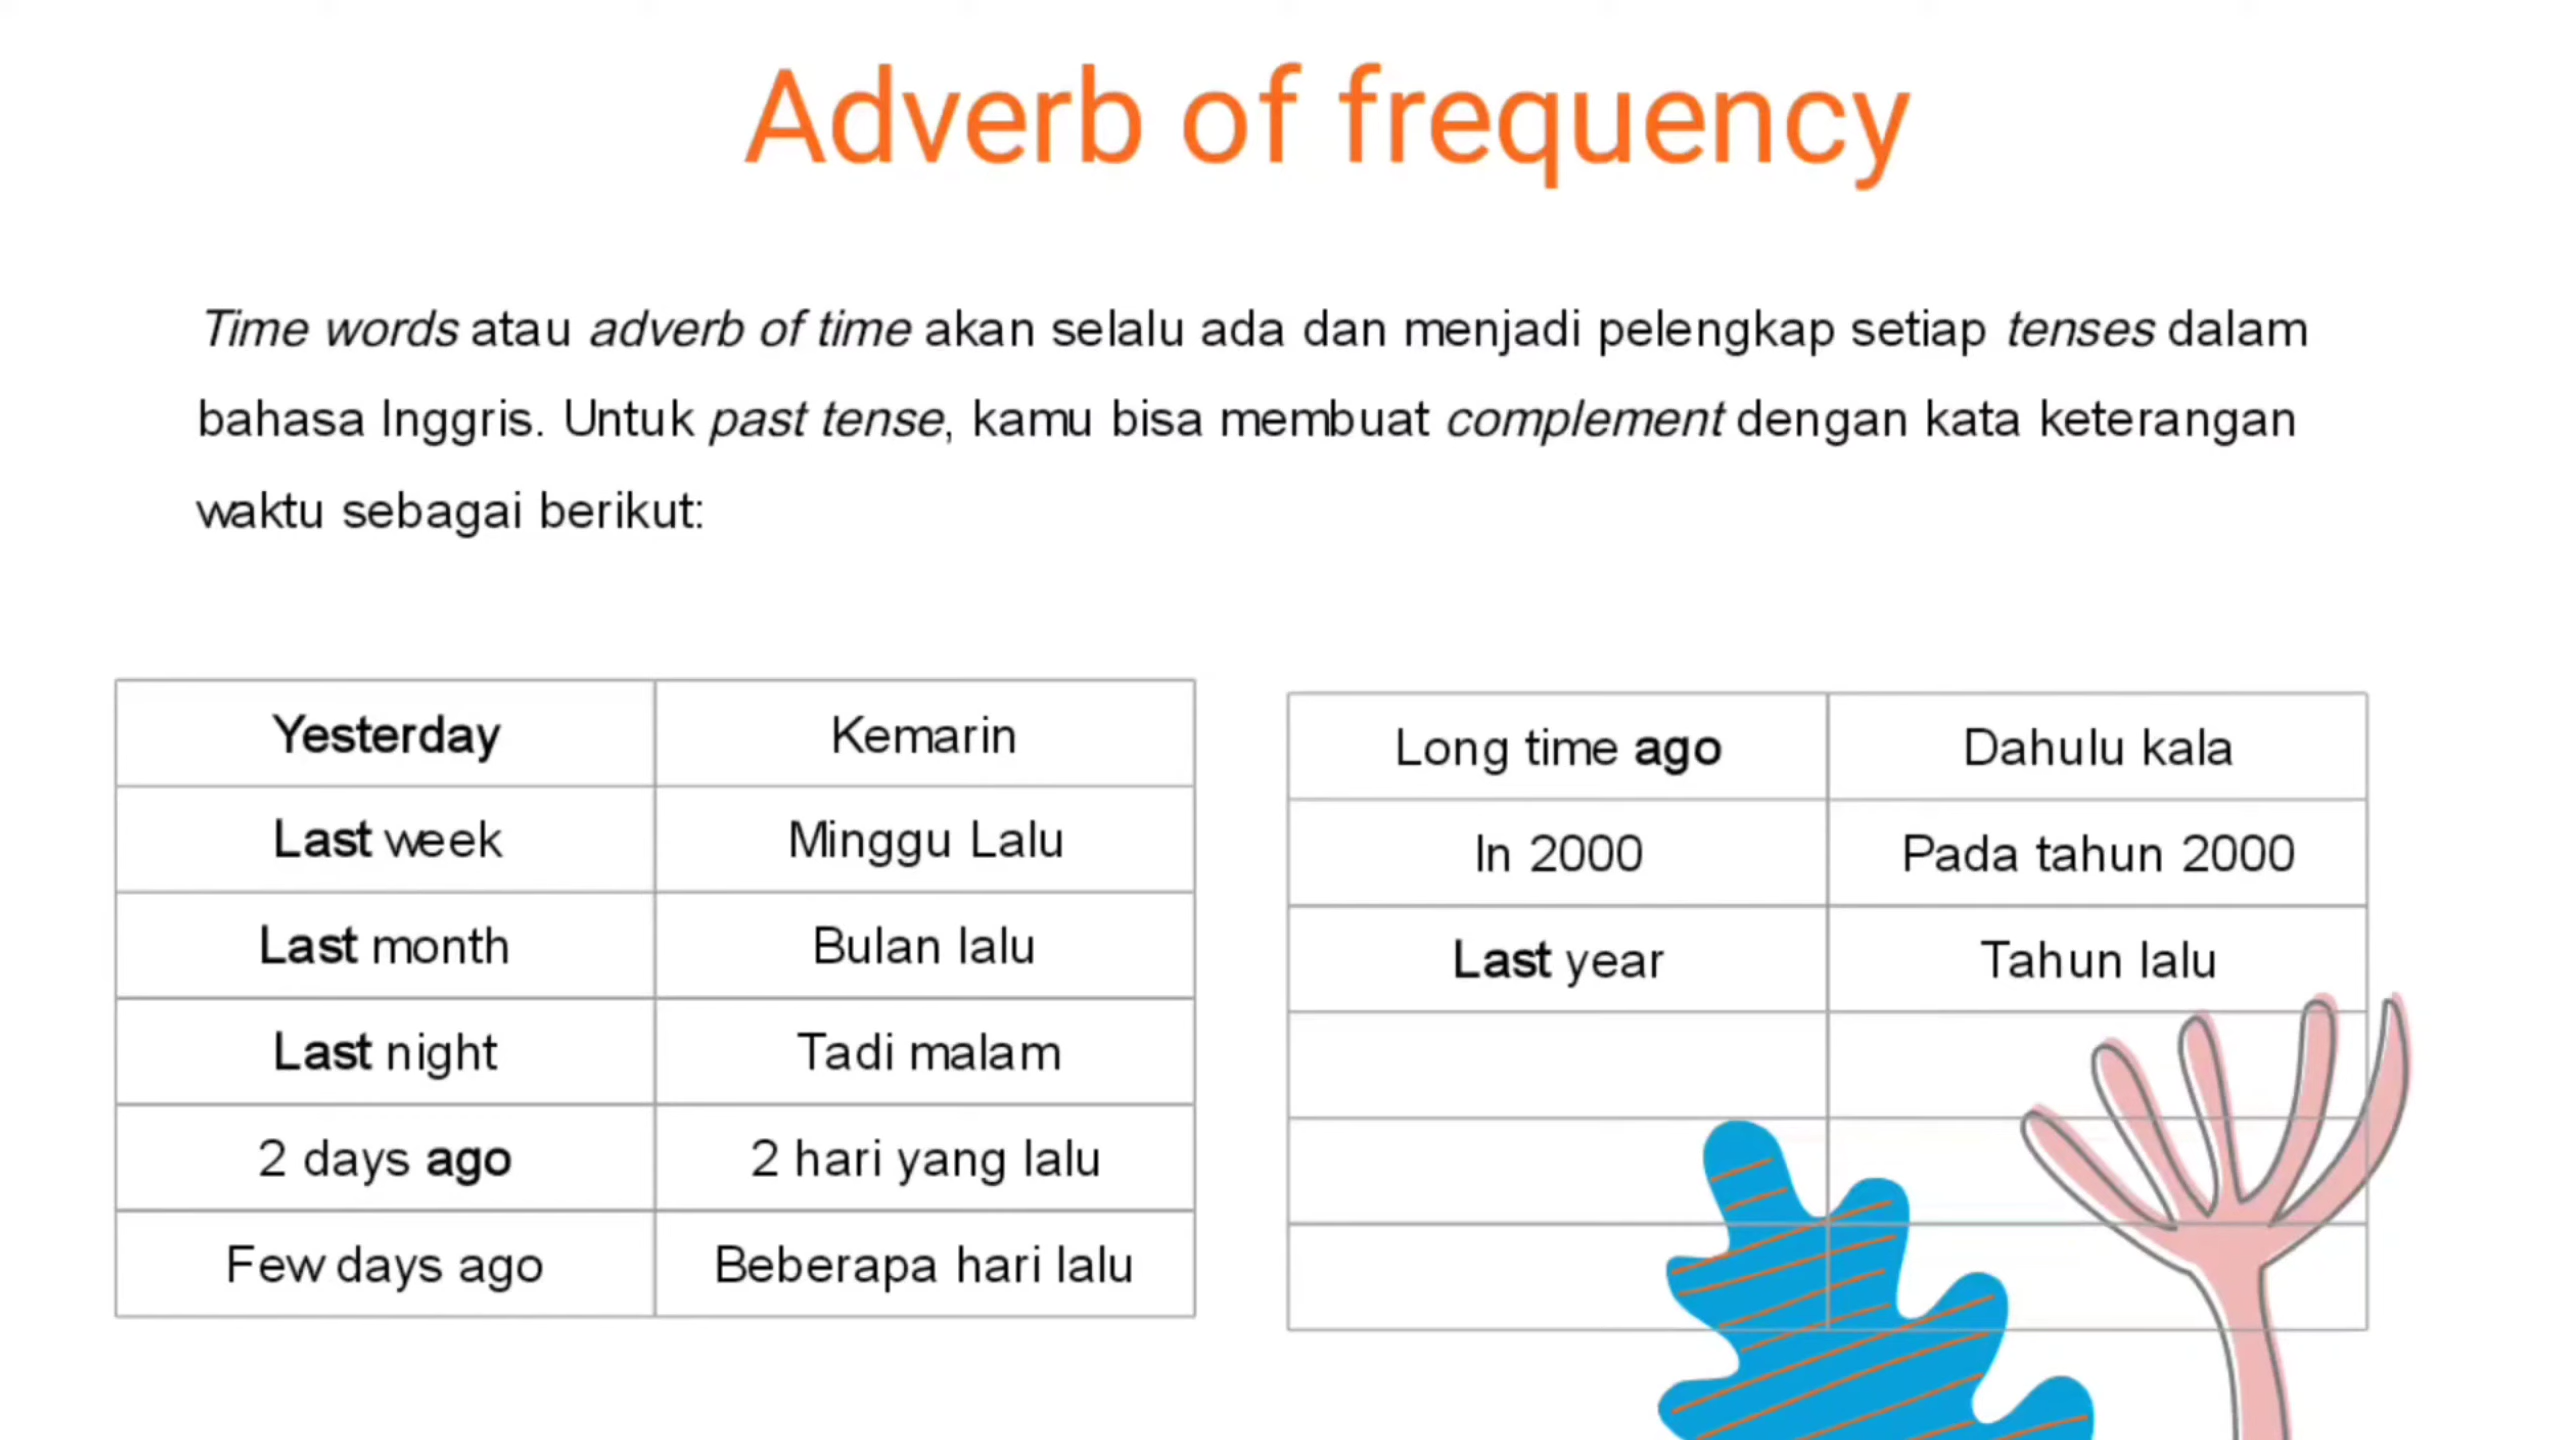 Adverb of frequency
Time words atau adverb of time akan selalu ada dan menjadi pelengkap setiap tenses dalam
bahasa Inggris. Untuk past tense, kamu bisa membuat complement dengan kata keterangan
waktu sebagai berikut:
Yesterday Kemarin
Last week Minggu Lalu
Last month Bulan lalu
Last night Tadi malam
2 days ago 2 hari yang lalu
Few days ago Beberapa hari lalu
Long time ago Dahulu kala
In 2000 Pada tahun 2000
Last year Tahun lalu